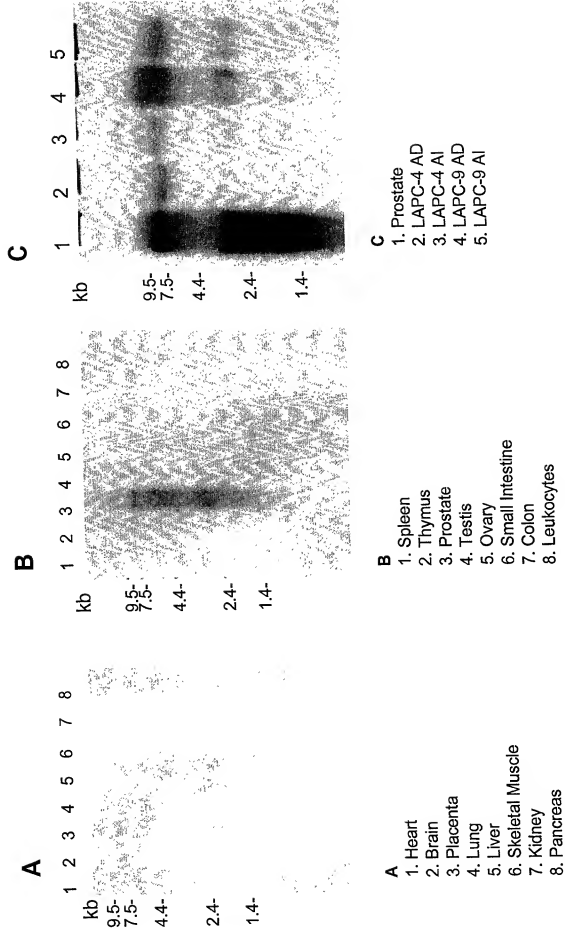 A
1 2 3 4 5 6 7 8
kb
9.5-
7.5-
4.4-
2.4-
1.4-
A
1. Heart
2. Brain
3. Placenta
4. Lung
5. Liver
6. Skeletal Muscle
7. Kidney
8. Pancreas
B
1 2 3 4 5 6 7 8
kb
9.5-
7.5-
4.4-
2.4-
1.4-
B
1. Spleen
2. Thymus
3. Prostate
4. Testis
5. Ovary
6. Small Intestine
7. Colon
8. Leukocytes
C
1 2 3 4 5
kb
9.5-
7.5-
4.4-
2.4-
1.4-
C
1. Prostate
2. LAPC-4 AD
3. LAPC-4 AI
4. LAPC-9 AD
5. LAPC-9 AI